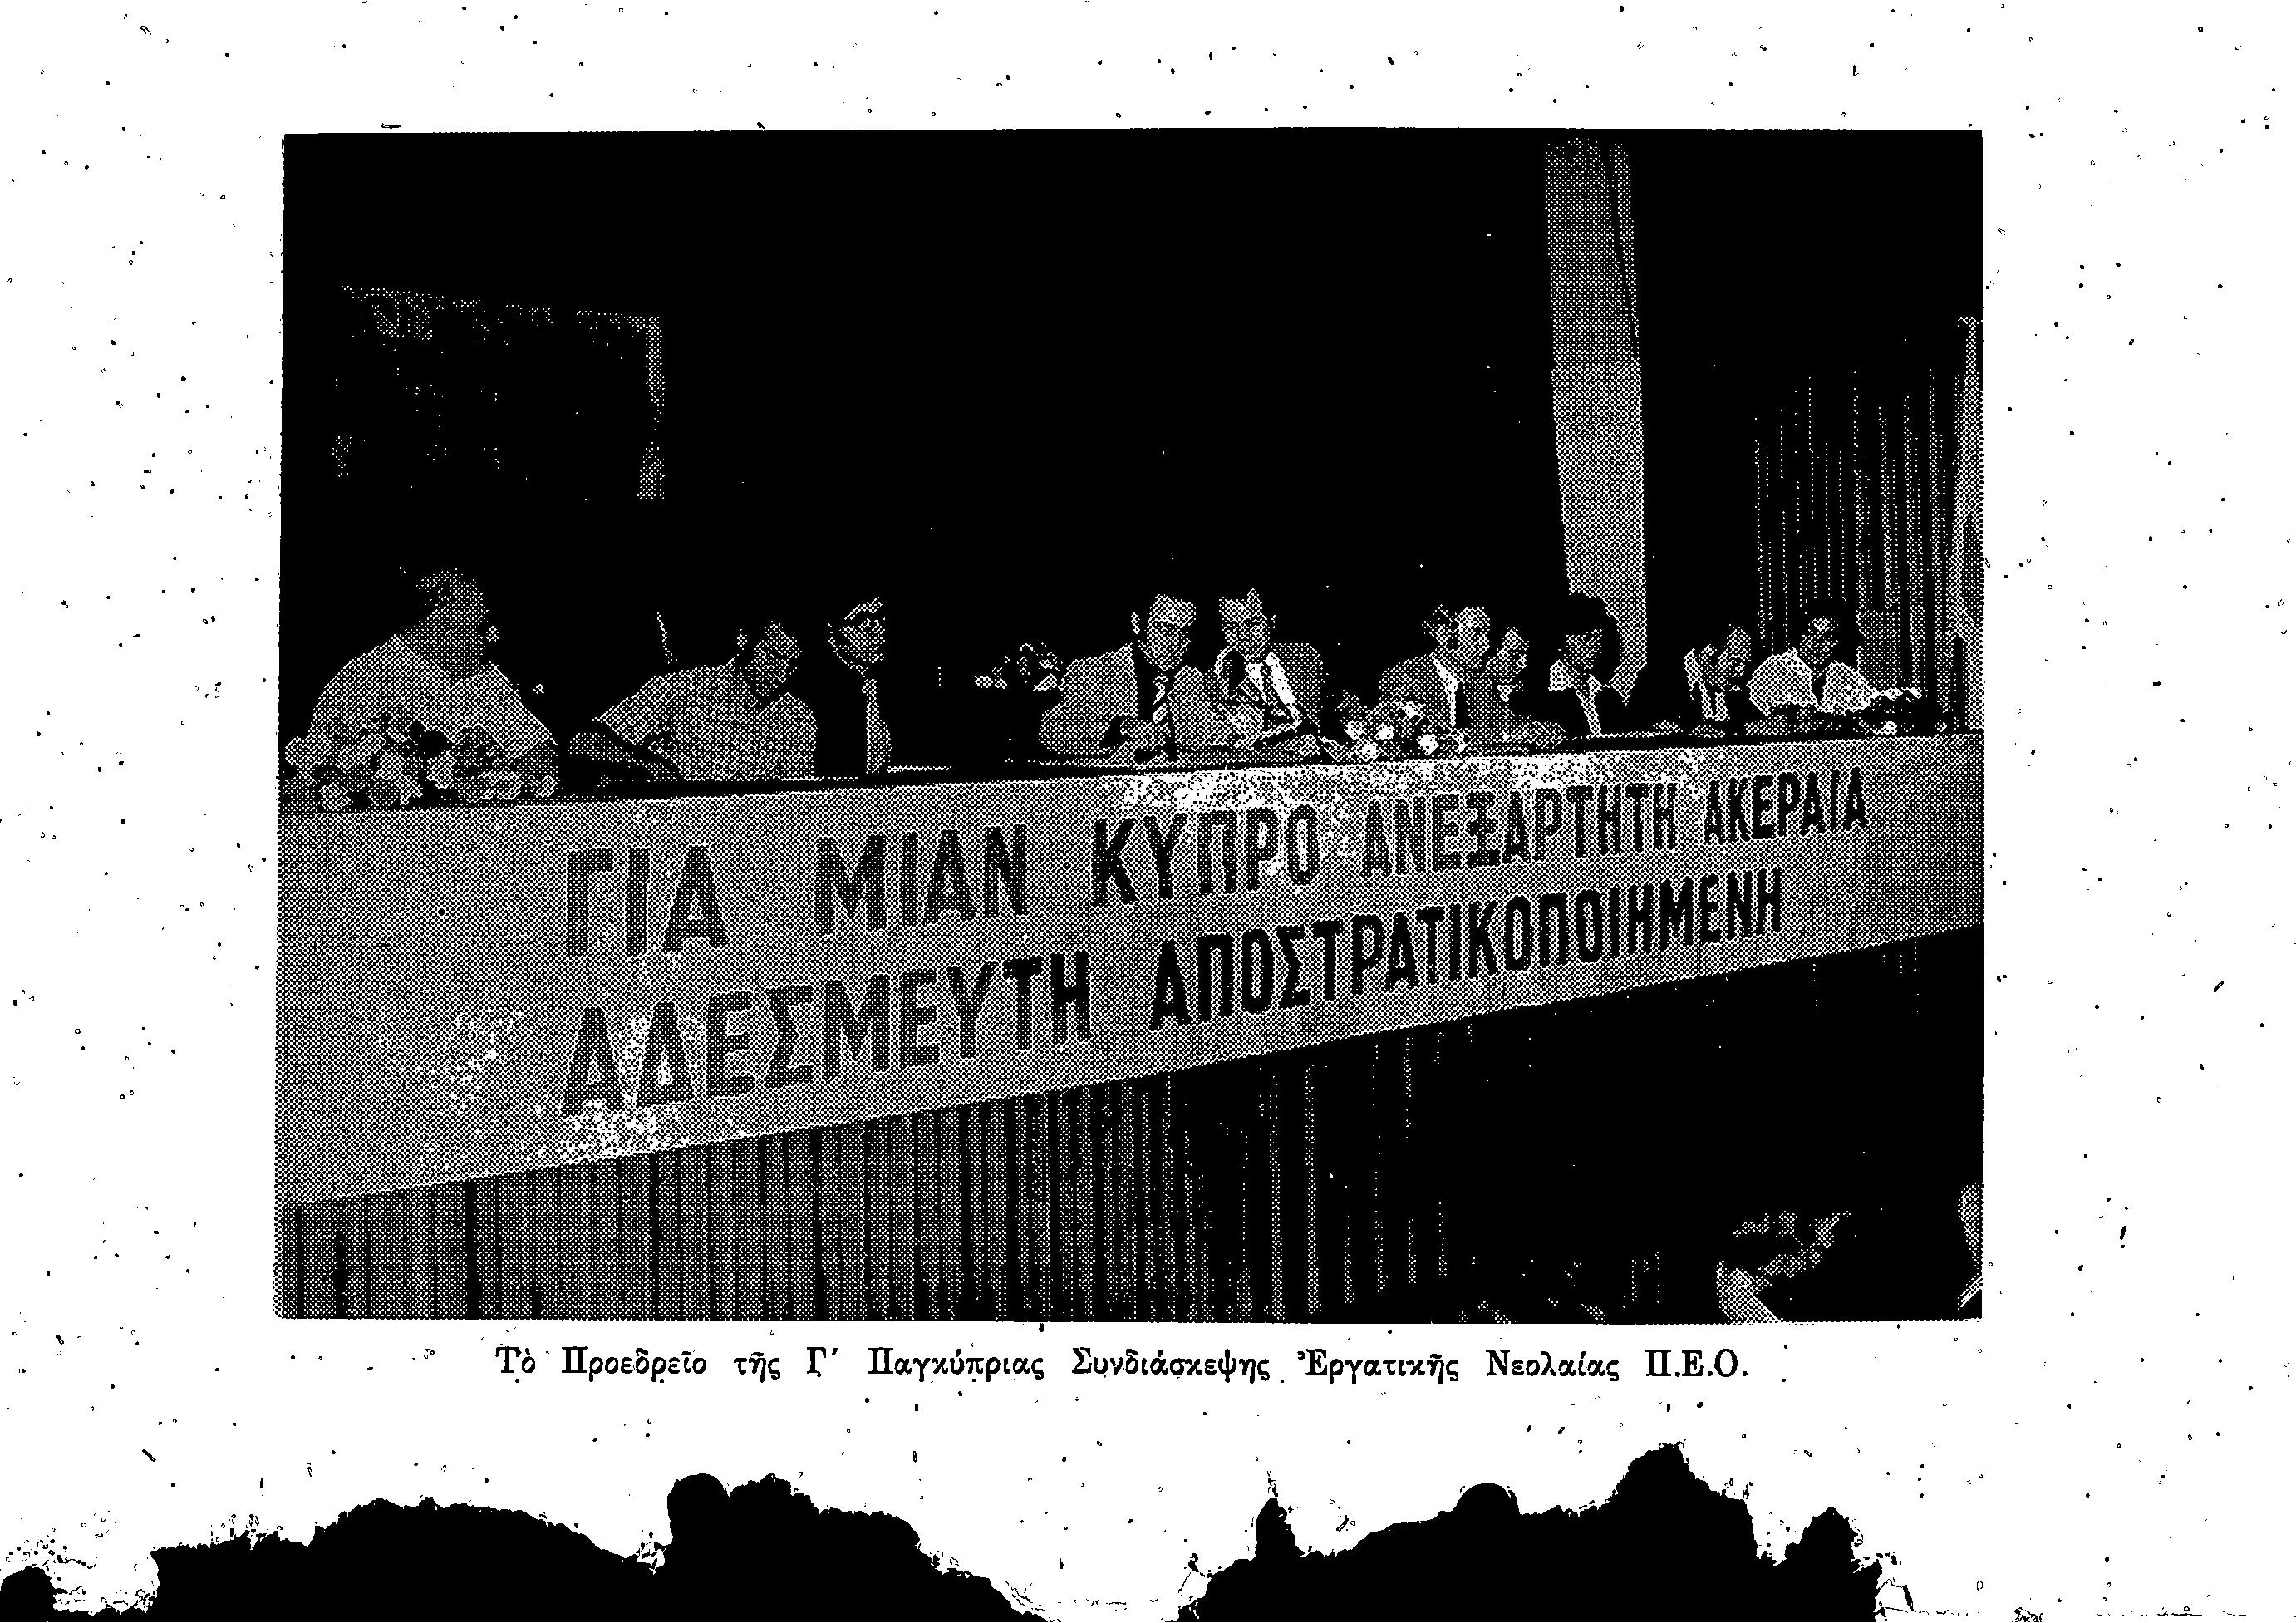 ΓΙΑ ΜΙΑΝ ΚΥΠΡΟ ΑΝΕΞΑΡΤΗΤΗ ΑΚΕΡΑΙΑ
ΑΔΕΣΜΕΥΤΗ ΑΠΟΣΤΡΑΤΙΚΟΠΟΙΗΜΕΝΗ
Τὸ Προεδρεῖο τῆς Γ′ Παγκύπριας Συνδιάσκεψης Ἐργατικῆς Νεολαίας Π.Ε.Ο.